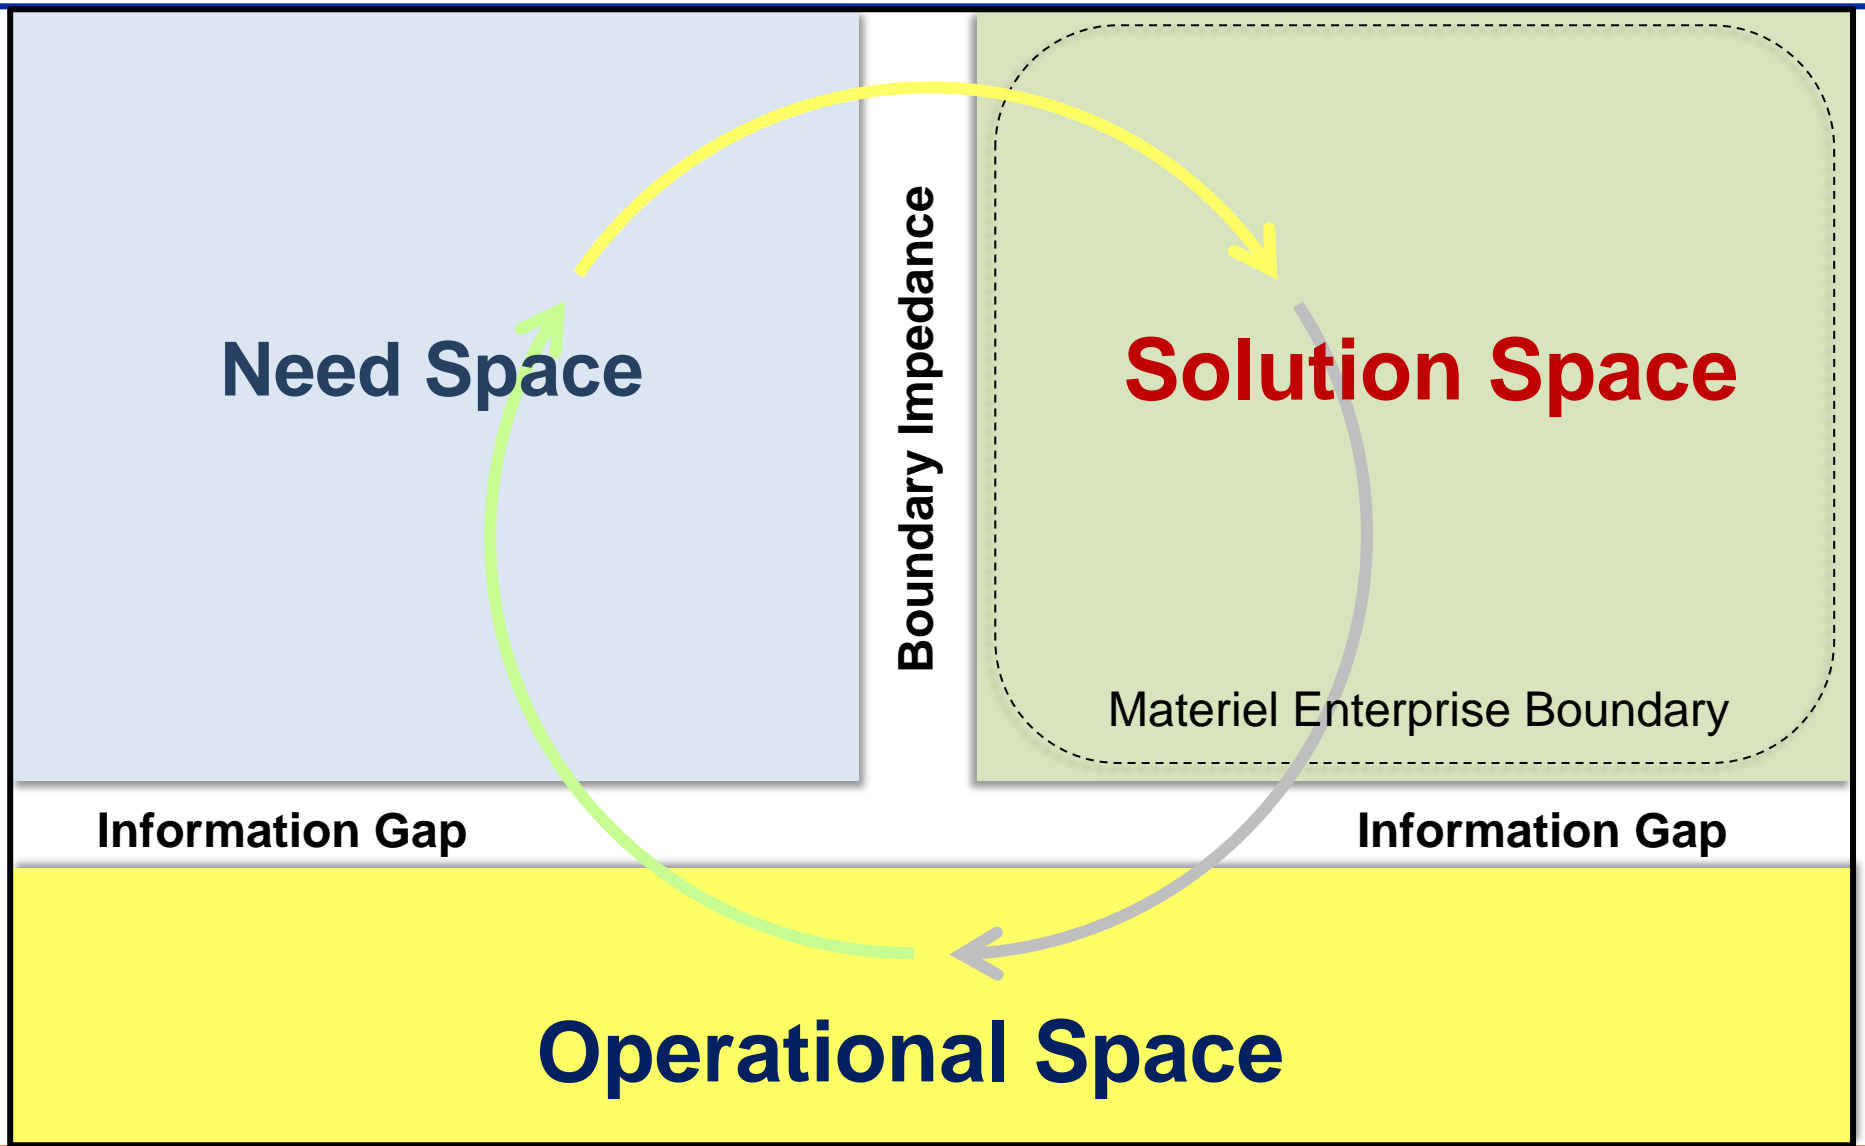 Need Space
Boundary Impedance
Solution Space
Materiel Enterprise Boundary
Information Gap
Information Gap
Operational Space